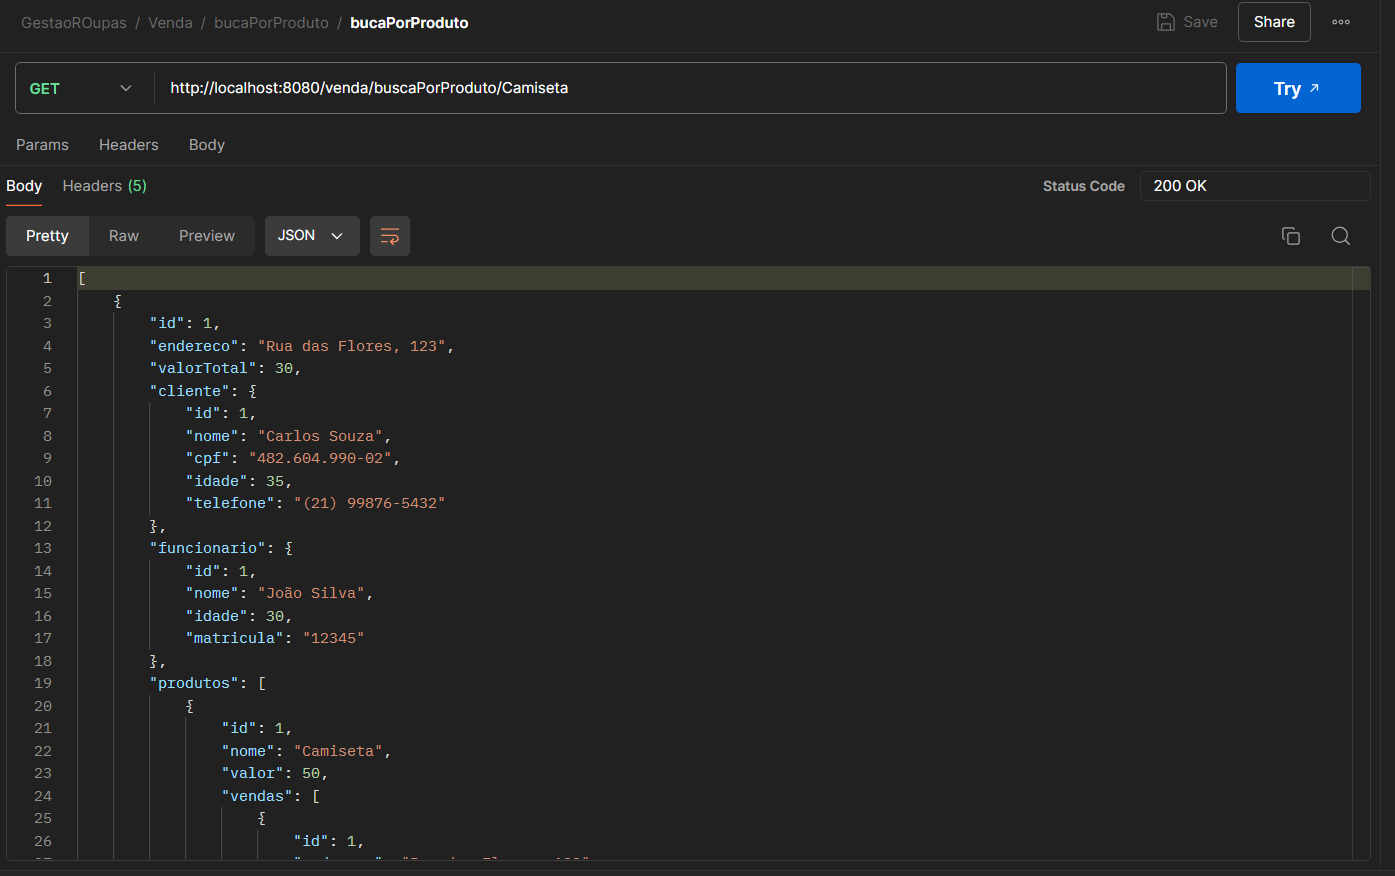 GestaoROupas / Venda / bucaPorProduto / bucaPorProduto
Save
Share
GET
http://localhost:8080/venda/buscaPorProduto/Camiseta
Try
Params Headers Body
Body Headers (5)
Status Code
200 OK
Pretty Raw Preview
JSON
1 [
2 {
3 "id": 1,
4 "endereco": "Rua das Flores, 123",
5 "valorTotal": 30,
6 "cliente": {
7 "id": 1,
8 "nome": "Carlos Souza",
9 "cpf": "482.604.990-02",
10 "idade": 35,
11 "telefone": "(21) 99876-5432"
12 },
13 "funcionario": {
14 "id": 1,
15 "nome": "João Silva",
16 "idade": 30,
17 "matricula": "12345"
18 },
19 "produtos": [
20 {
21 "id": 1,
22 "nome": "Camiseta",
23 "valor": 50,
24 "vendas": [
25 {
26 "id": 1,